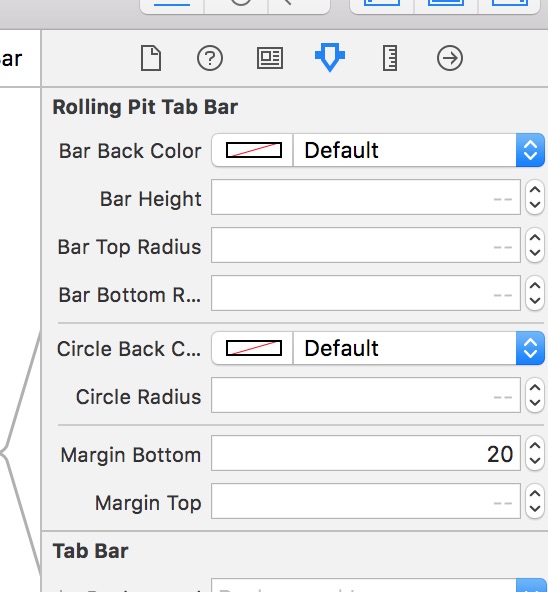 ar
Rolling Pit Tab Bar
Bar Back Color Default
Bar Height --
Bar Top Radius --
Bar Bottom R... --
Circle Back C... Default
Circle Radius --
Margin Bottom 20
Margin Top --
Tab Bar